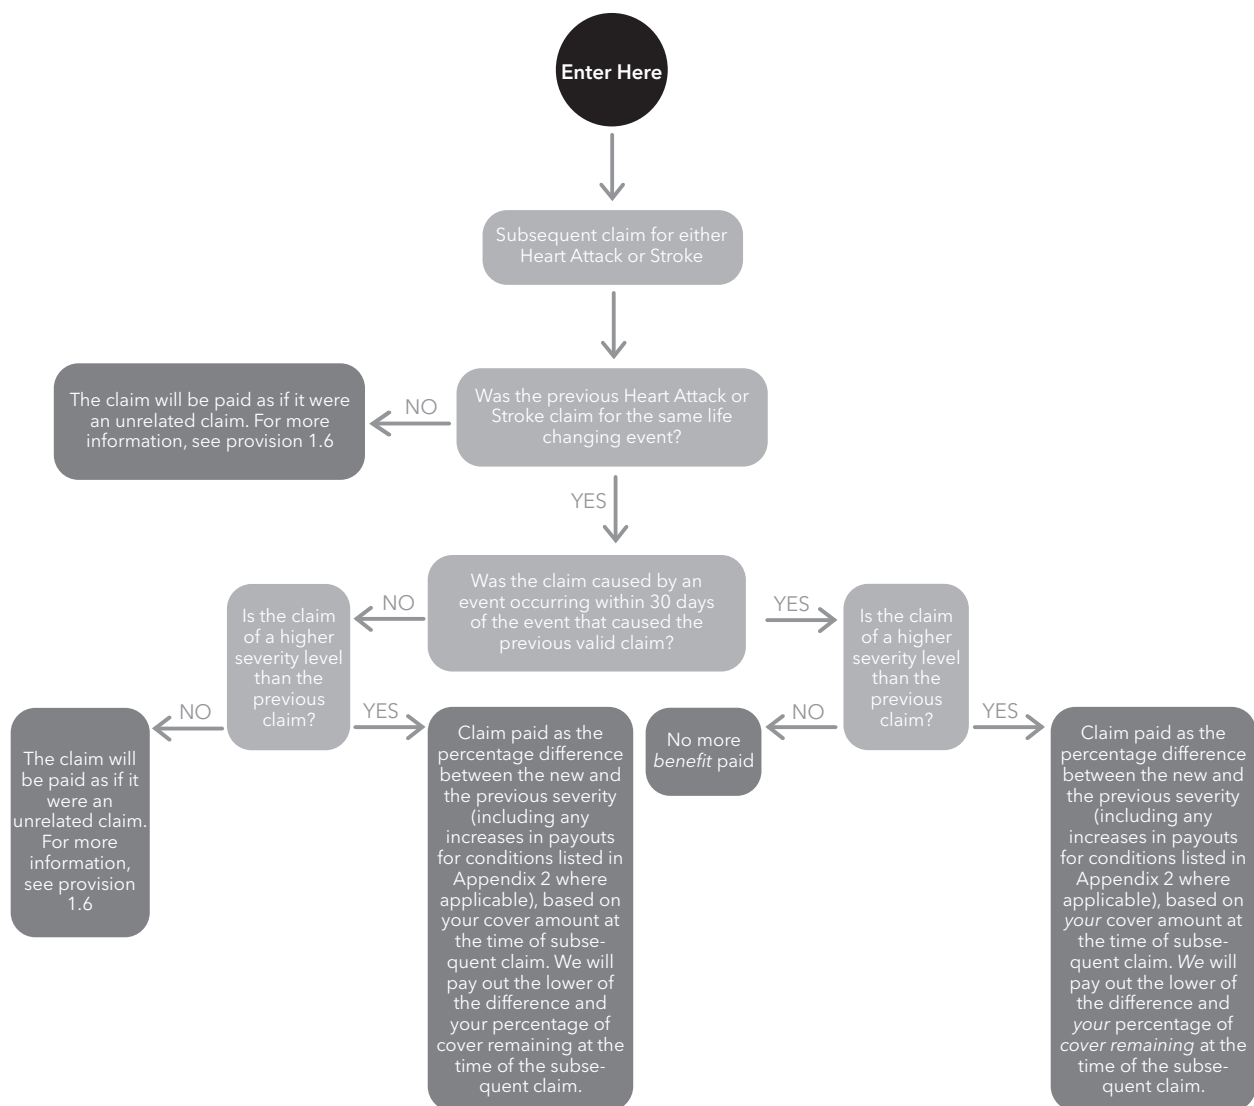 Enter Here
Subsequent claim for either
Heart Attack or Stroke
Was the previous Heart Attack or
Stroke claim for the same life
changing event?
NO
The claim will be paid as if it were
an unrelated claim. For more
information, see provision 1.6
YES
Was the claim caused by an
event occurring within 30 days
of the event that caused the
previous valid claim?
NO
Is the claim
of a higher
severity level
than the
previous
claim?
NO
The claim will
be paid as if it
were an
unrelated claim.
For more
information,
see provision
1.6
YES
Claim paid as the
percentage difference
between the new and
the previous severity
(including any
increases in payouts
for conditions listed in
Appendix 2 where
applicable), based on
your cover amount at
the time of subse-
quent claim. We will
pay out the lower of
the difference and
your percentage of
cover remaining at the
time of the subse-
quent claim.
YES
Is the claim
of a higher
severity level
than the
previous
claim?
NO
No more
benefit paid
YES
Claim paid as the
percentage difference
between the new and
the previous severity
(including any
increases in payouts
for conditions listed in
Appendix 2 where
applicable), based on
your cover amount at
the time of subse-
quent claim. We will
pay out the lower of
the difference and
your percentage of
cover remaining at the
time of the subse-
quent claim.